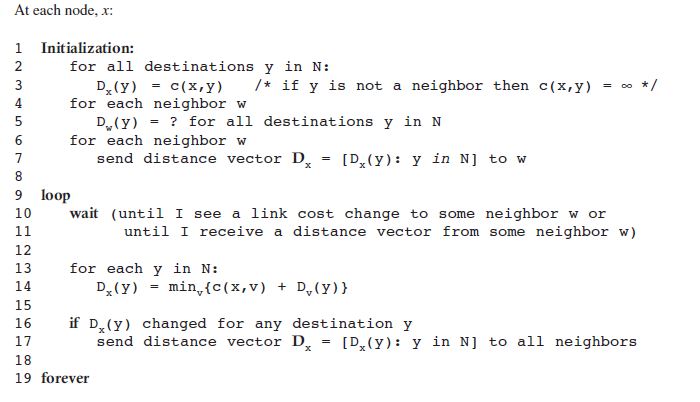 At each node, x:
1 Initialization:
2 for all destinations y in N:
3 Dx(y) = c(x,y) /* if y is not a neighbor then c(x,y) = ∞ */
4 for each neighbor w
5 Dw(y) = ? for all destinations y in N
6 for each neighbor w
7 send distance vector Dx = [Dx(y): y in N] to w
8
9 loop
10 wait (until I see a link cost change to some neighbor w or
11 until I receive a distance vector from some neighbor w)
12
13 for each y in N:
14 Dx(y) = minv{c(x,v) + Dv(y)}
15
16 if Dx(y) changed for any destination y
17 send distance vector Dx = [Dx(y): y in N] to all neighbors
18
19 forever